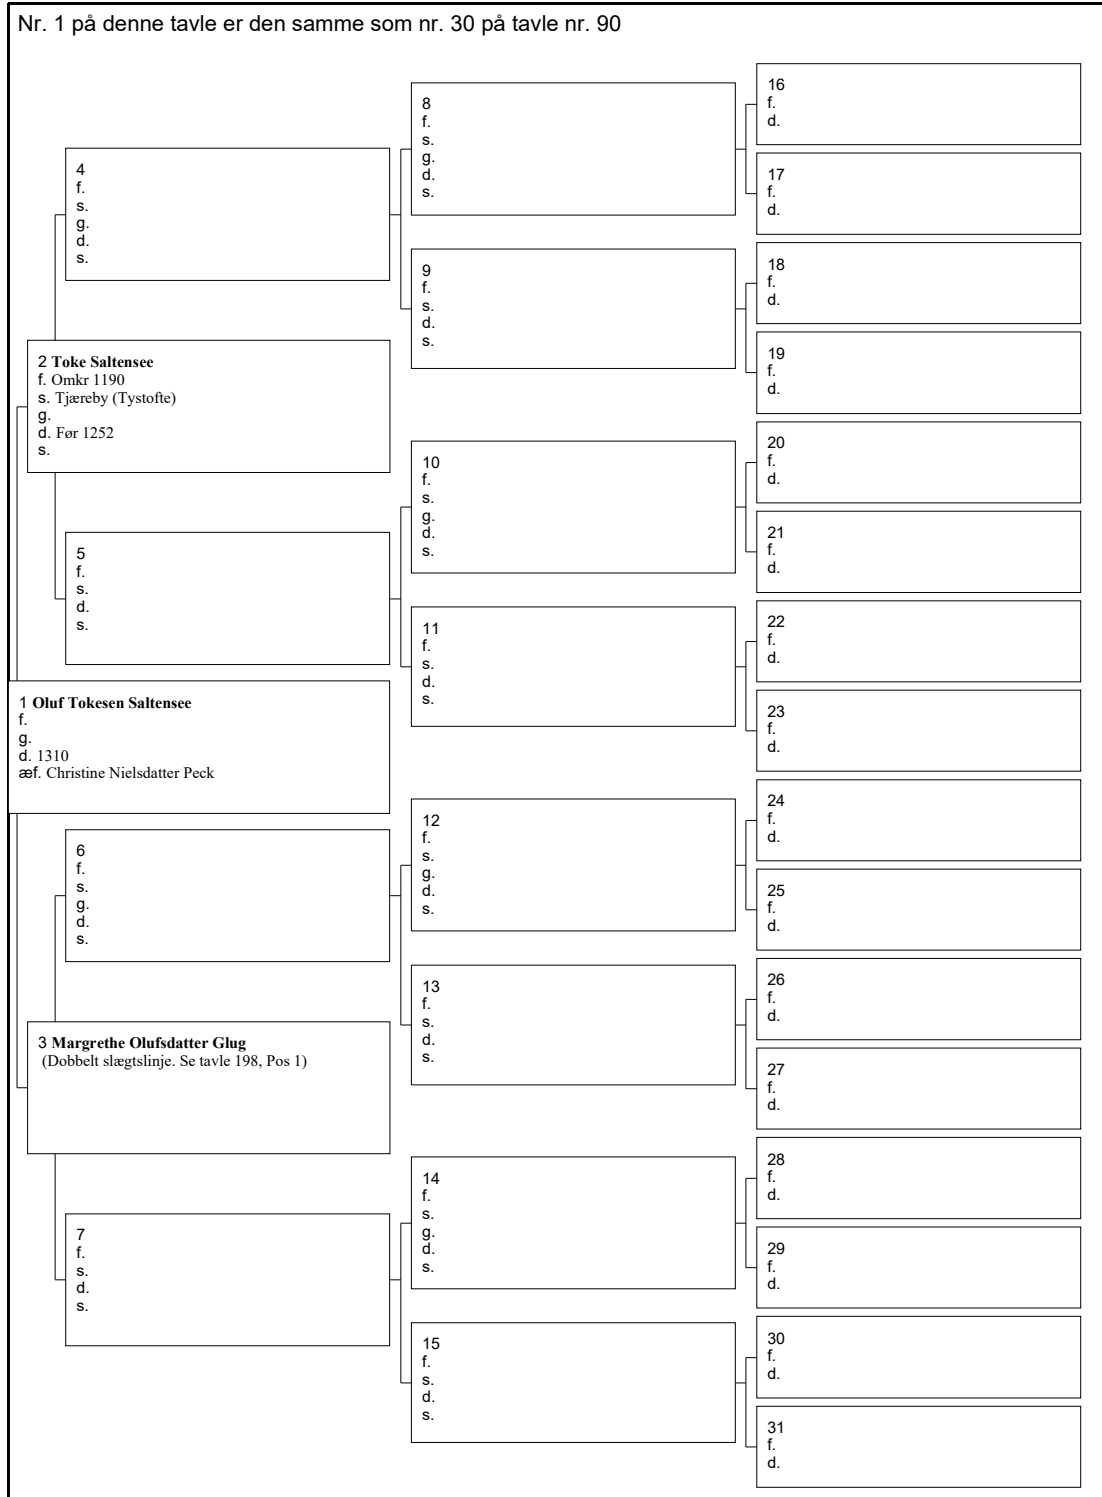 Nr. 1 på denne tavle er den samme som nr. 30 på tavle nr. 90
1 Oluf Tokesen Saltensee
f.
g.
d. 1310
æf. Christine Nielsdatter Peck
2 Toke Saltensee
f. Omkr 1190
s. Tjæreby (Tystofte)
g.
d. Før 1252
s.
3 Margrethe Olufsdatter Glug
(Dobbelt slægtslinje. Se tavle 198, Pos 1)
4
f.
s.
g.
d.
s.
5
f.
s.
d.
s.
6
f.
s.
g.
d.
s.
7
f.
s.
d.
s.
8
f.
s.
g.
d.
s.
9
f.
s.
d.
s.
10
f.
s.
g.
d.
s.
11
f.
s.
d.
s.
12
f.
s.
g.
d.
s.
13
f.
s.
d.
s.
14
f.
s.
g.
d.
s.
15
f.
s.
d.
s.
16
f.
d.
17
f.
d.
18
f.
d.
19
f.
d.
20
f.
d.
21
f.
d.
22
f.
d.
23
f.
d.
24
f.
d.
25
f.
d.
26
f.
d.
27
f.
d.
28
f.
d.
29
f.
d.
30
f.
d.
31
f.
d.